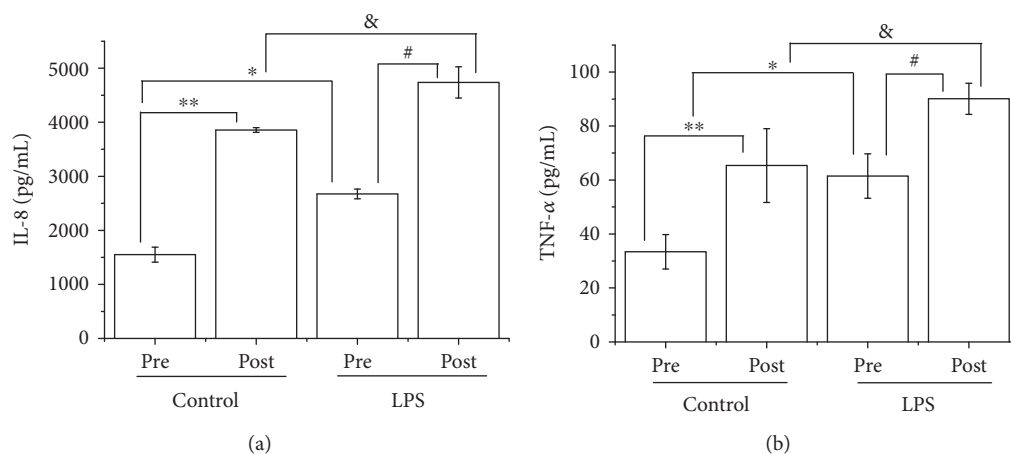 IL-8 (pg/mL)
5000
4000
3000
2000
1000
0
**
*
#
&
Pre
Post
Pre
Post
Control
LPS
(a)
TNF-α (pg/mL)
100
80
60
40
20
0
**
*
#
&
Pre
Post
Pre
Post
Control
LPS
(b)